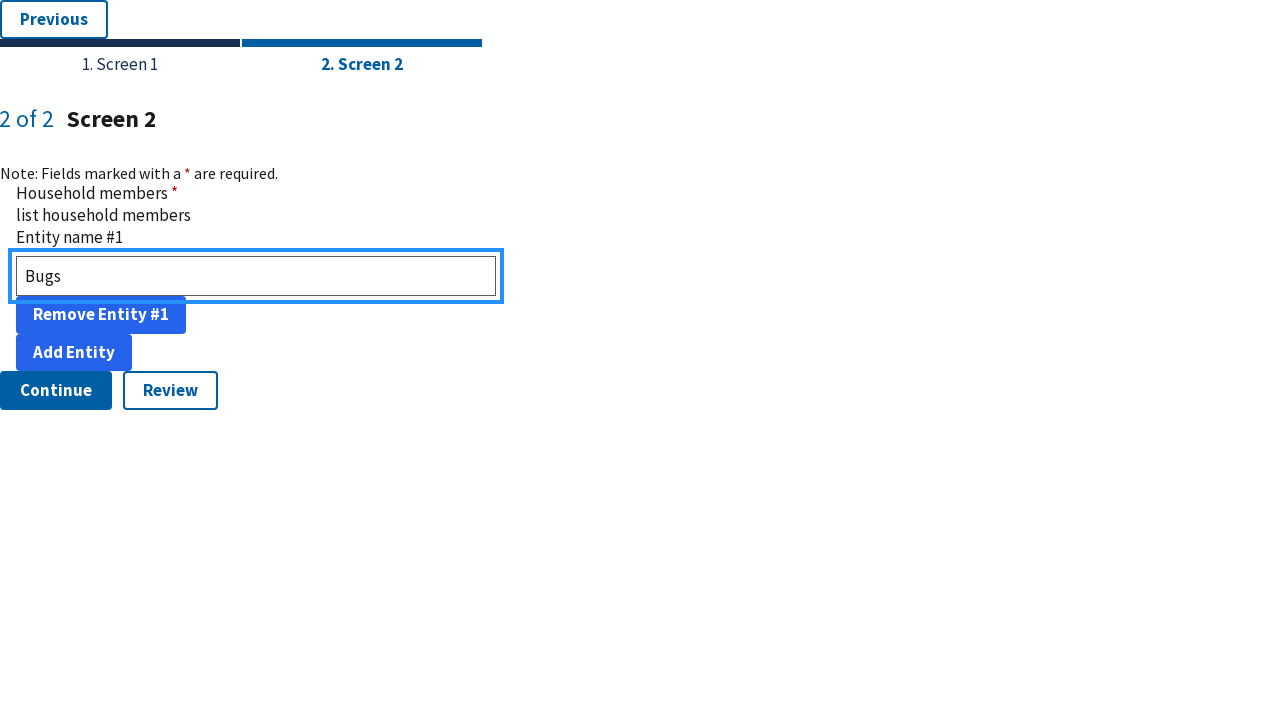 Previous
1. Screen 1
2. Screen 2
2 of 2 Screen 2
Note: Fields marked with a * are required.
Household members *
list household members
Entity name #1
Bugs
Remove Entity #1
Add Entity
Continue Review